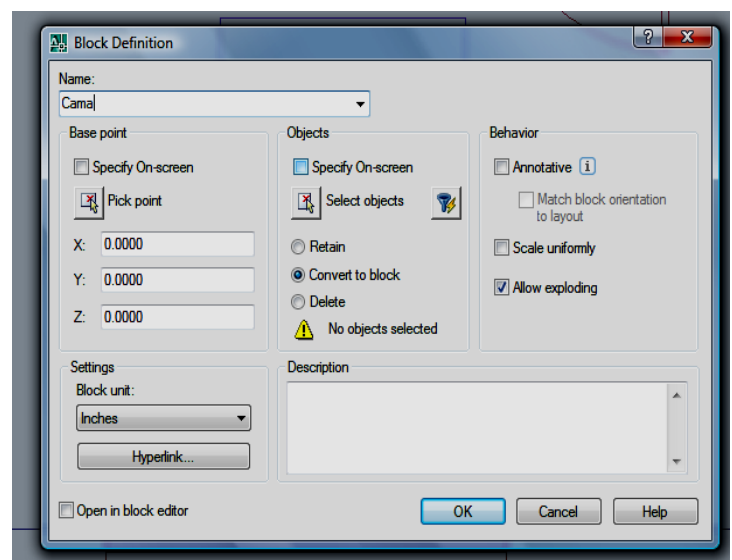 Block Definition
Name:
Cama
Base point
Specify On-screen
Pick point
X: 0.0000
Y: 0.0000
Z: 0.0000
Objects
Specify On-screen
Select objects
Retain
Convert to block
Delete
No objects selected
Behavior
Annotative
Match block orientation
to layout
Scale uniformly
Allow exploding
Settings
Block unit:
Inches
Hyperlink...
Description
Open in block editor
OK
Cancel
Help